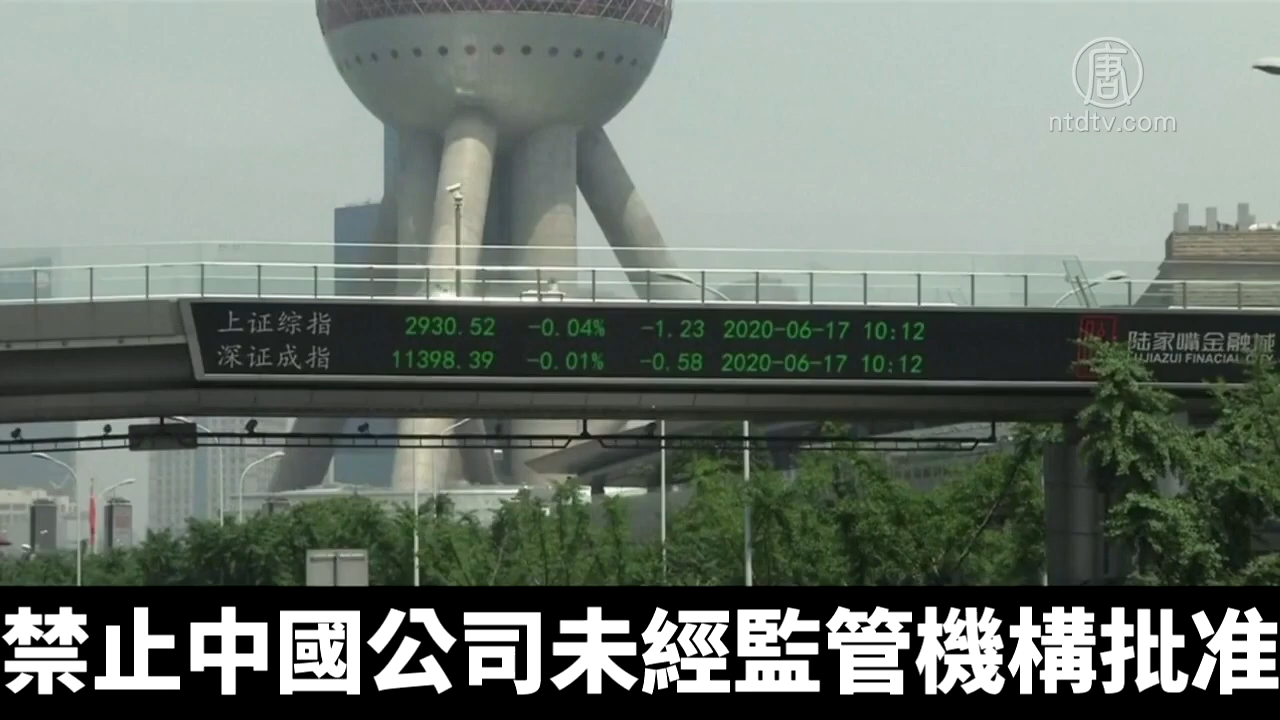 唐
ntdtv.com
上证综指 2930.52 -0.04% -1.23 2020-06-17 10:12
深证成指 11398.39 -0.01% -0.58 2020-06-17 10:12
陆家嘴金融城
LUJIAZUI FINACIAL CITY
禁止中國公司未經監管機構批准